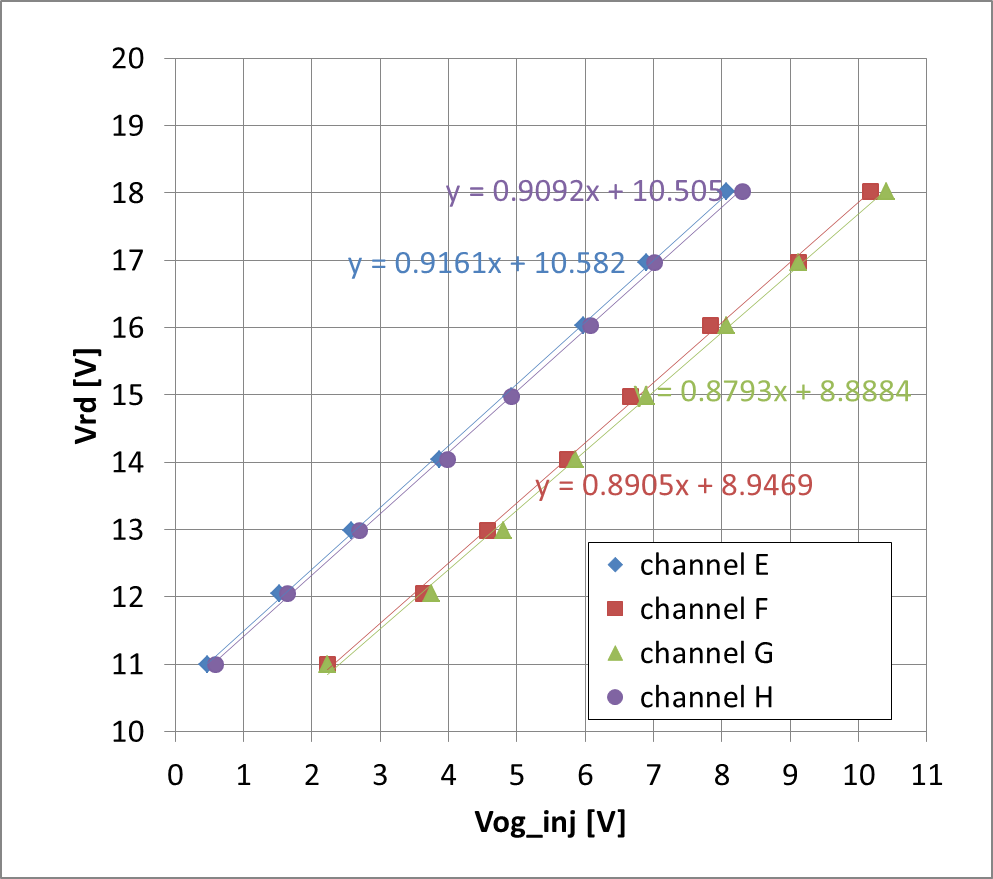 20
19
18
17
16
15
14
13
12
11
10
Vrd [V]
y = 0.9092x + 10.505
y = 0.9161x + 10.582
y = 0.8793x + 8.8884
y = 0.8905x + 8.9469
channel E
channel F
channel G
channel H
0 1 2 3 4 5 6 7 8 9 10 11
Vog_inj [V]